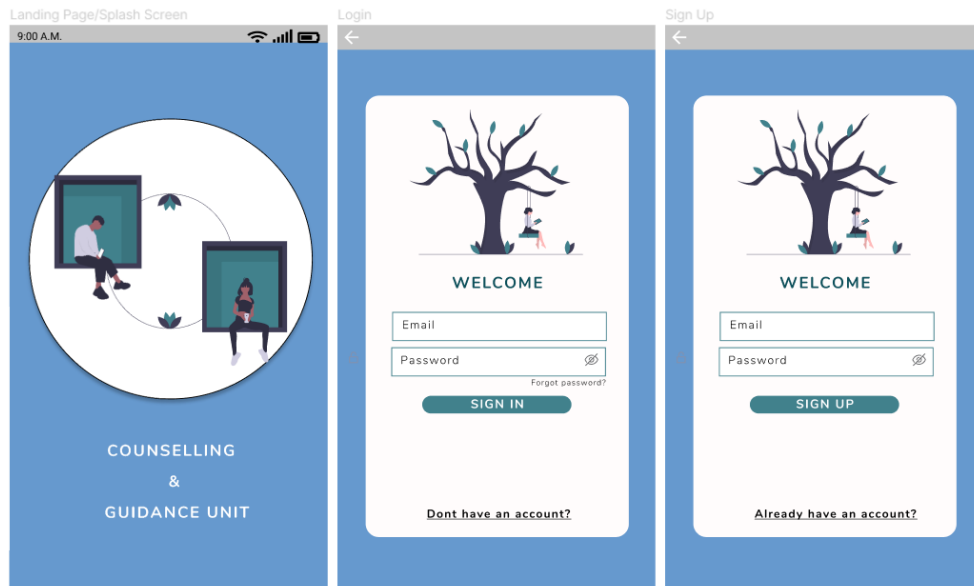 Landing Page/Splash Screen
9:00 A.M.
COUNSELLING
&
GUIDANCE UNIT
Login
WELCOME
Email
Password
Forgot password?
SIGN IN
Dont have an account?
Sign Up
WELCOME
Email
Password
SIGN UP
Already have an account?